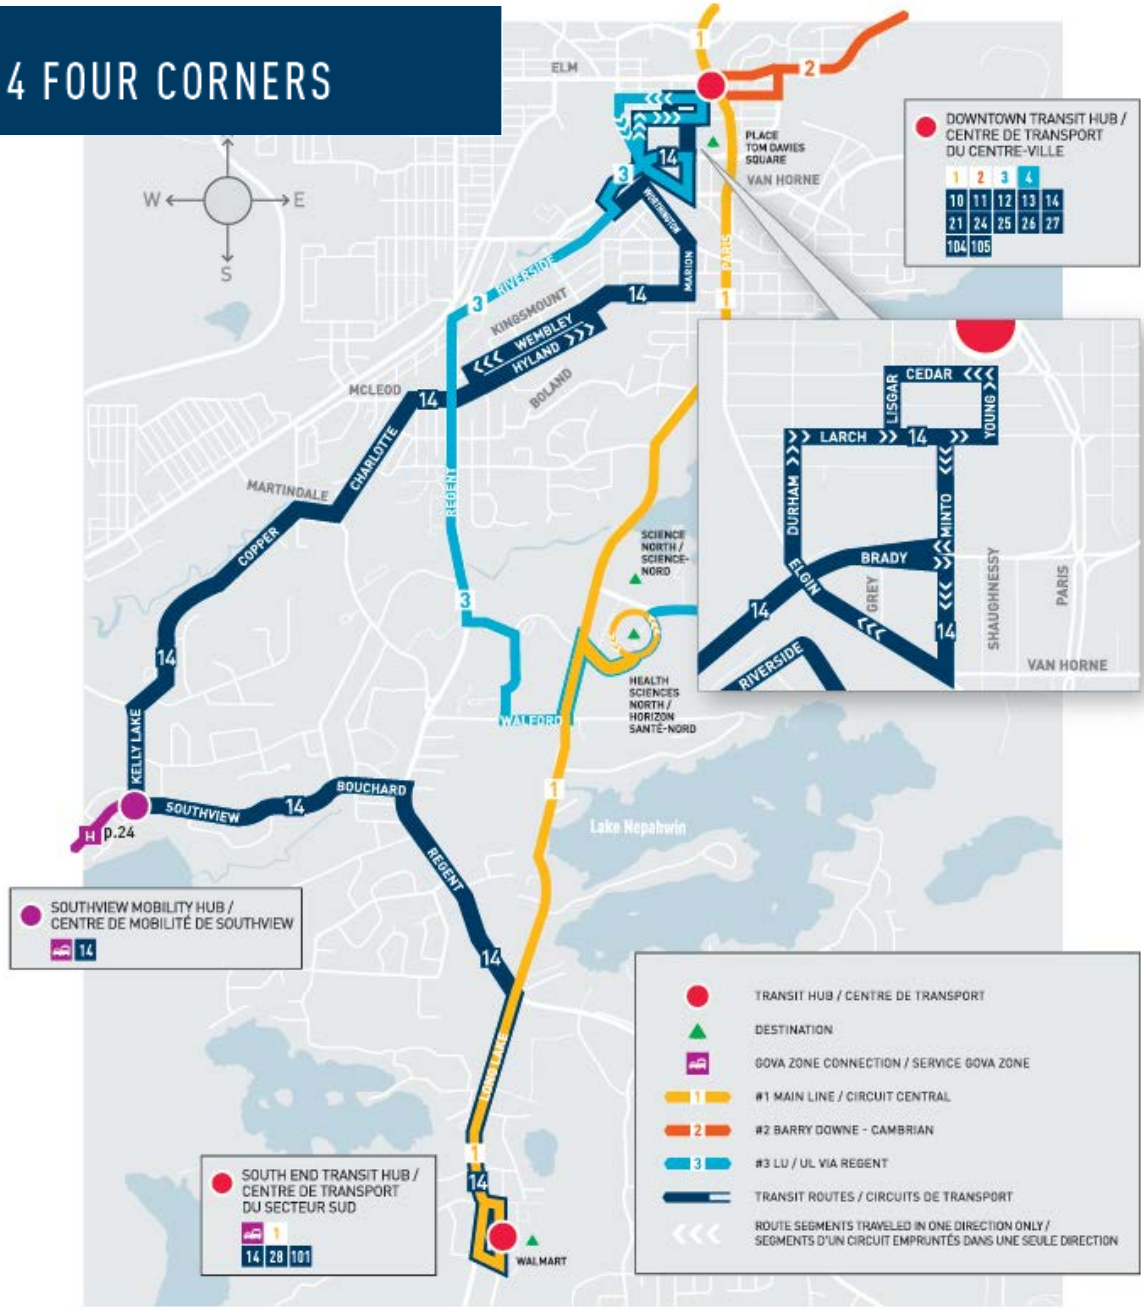 4 FOUR CORNERS
W
E
S
ELM
1
2
PLACE
TOM DAVIES
SQUARE
VAN HORNE
14
3
WORTHINGTON
MARION
PARIS
1
RIVERSIDE
3
14
KINGSMOUNT
WEMBLEY
HYLAND
BOLAND
MCLEOD
14
CHARLOTTE
REGENT
MARTINDALE
COPPER
3
14
KELLY LAKE
WALFORD
SCIENCE
NORTH /
SCIENCE-
NORD
HEALTH
SCIENCES
NORTH /
HORIZON
SANTÉ-NORD
1
Lake Nepahwin
BOUCHARD
SOUTHVIEW
14
H
p.24
REGENT
14
LONG LAKE
1
14
WALMART
DOWNTOWN TRANSIT HUB /
CENTRE DE TRANSPORT
DU CENTRE-VILLE
1 2 3 4
10 11 12 13 14
21 24 25 26 27
104 105
CEDAR
LISGAR
YOUNG
LARCH
14
DURHAM
MINTO
BRADY
ELGIN
GREY
SHAUGHNESSY
PARIS
14
14
RIVERSIDE
VAN HORNE
SOUTHVIEW MOBILITY HUB /
CENTRE DE MOBILITÉ DE SOUTHVIEW
14
SOUTH END TRANSIT HUB /
CENTRE DE TRANSPORT
DU SECTEUR SUD
1
14 28 101
TRANSIT HUB / CENTRE DE TRANSPORT
DESTINATION
GOVA ZONE CONNECTION / SERVICE GOVA ZONE
1
#1 MAIN LINE / CIRCUIT CENTRAL
2
#2 BARRY DOWNE - CAMBRIAN
3
#3 LU / UL VIA REGENT
TRANSIT ROUTES / CIRCUITS DE TRANSPORT
ROUTE SEGMENTS TRAVELED IN ONE DIRECTION ONLY /
SEGMENTS D'UN CIRCUIT EMPRUNTÉS DANS UNE SEULE DIRECTION